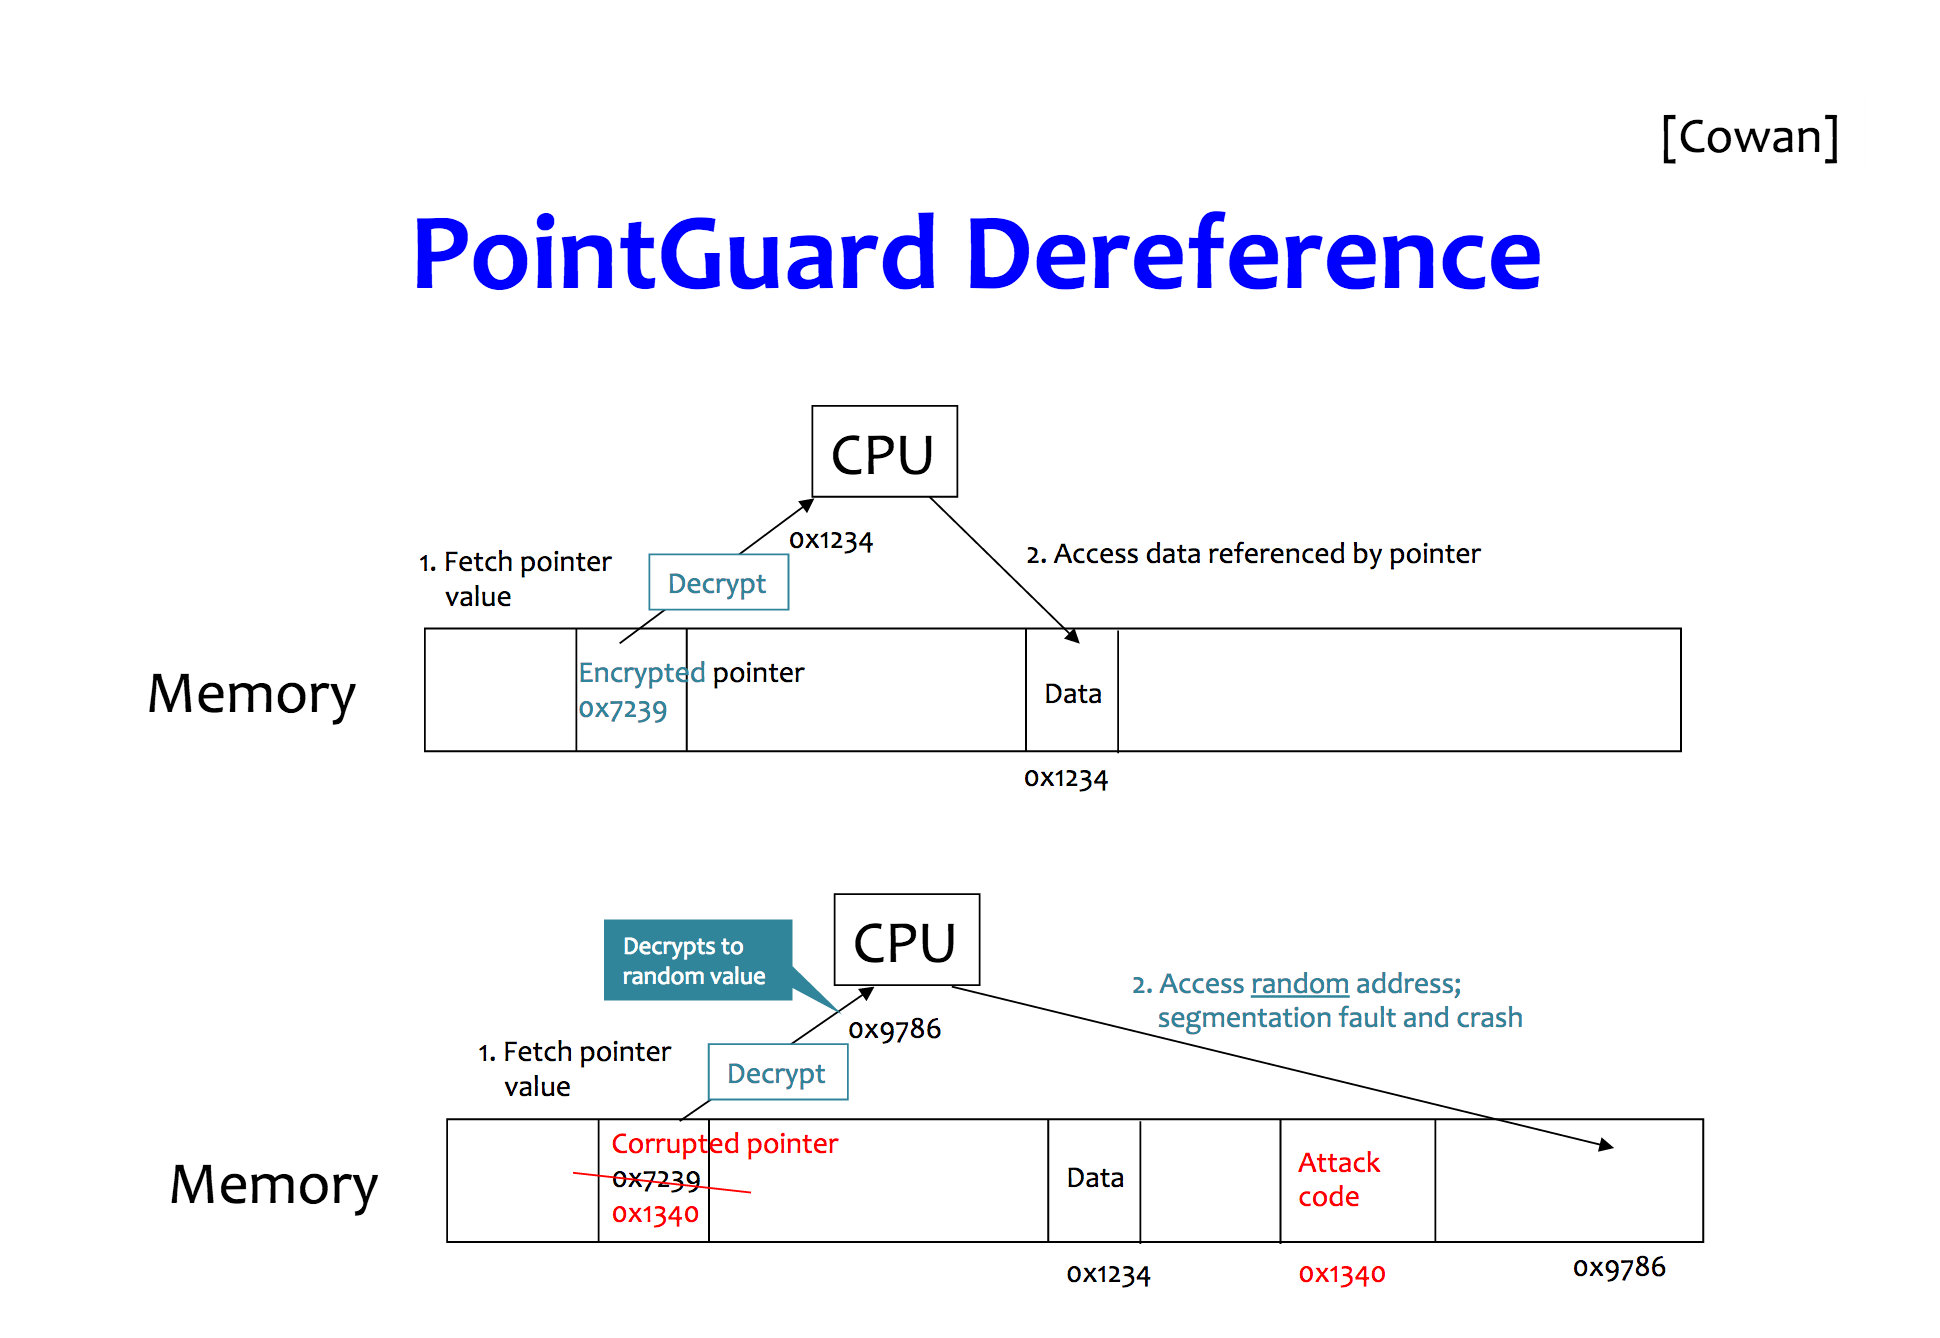 [Cowan]
PointGuard Dereference
CPU
0x1234
1. Fetch pointer
value
Decrypt
2. Access data referenced by pointer
Memory
Encrypted pointer
0x7239
Data
0x1234
CPU
Decrypts to
random value
0x9786
2. Access random address;
segmentation fault and crash
1. Fetch pointer
value
Decrypt
Memory
Corrupted pointer
0x7239
0x1340
Data
Attack
code
0x1234
0x1340
0x9786